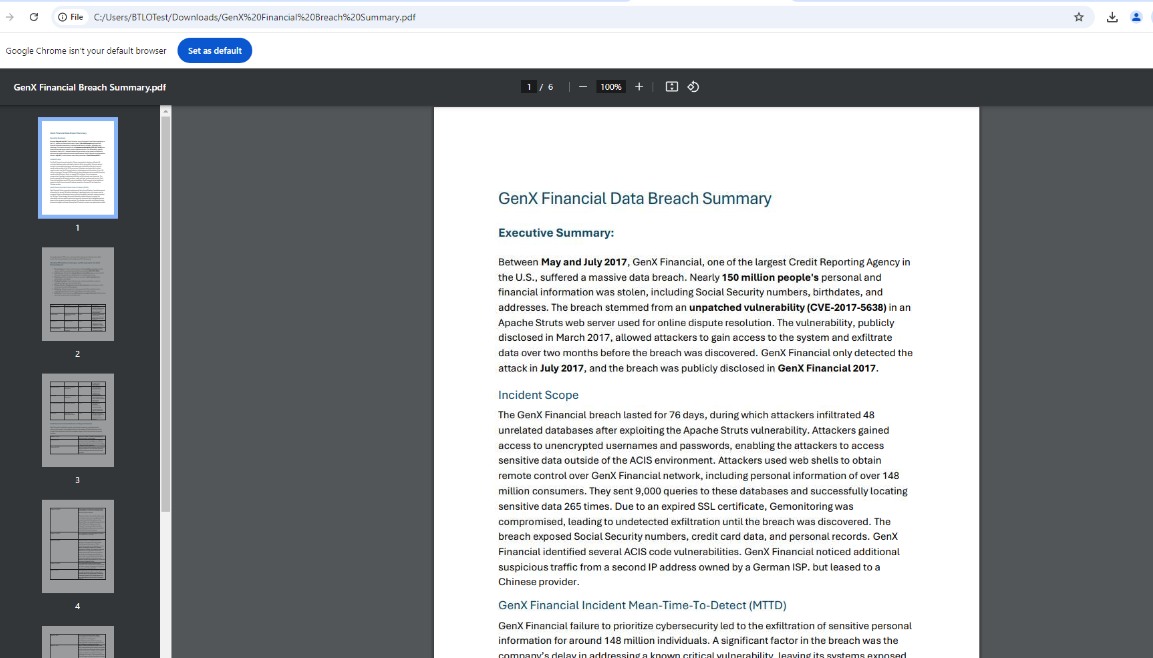 File
C:/Users/BTLOTest/Downloads/GenX%20Financial%20Breach%20Summary.pdf
Google Chrome isn't your default browser
Set as default
GenX Financial Breach Summary.pdf
1 / 6
100%
1
2
3
4
GenX Financial Data Breach Summary
Executive Summary:
Between May and July 2017, GenX Financial, one of the largest Credit Reporting Agency in
the U.S., suffered a massive data breach. Nearly 150 million people's personal and
financial information was stolen, including Social Security numbers, birthdates, and
addresses. The breach stemmed from an unpatched vulnerability (CVE-2017-5638) in an
Apache Struts web server used for online dispute resolution. The vulnerability, publicly
disclosed in March 2017, allowed attackers to gain access to the system and exfiltrate
data over two months before the breach was discovered. GenX Financial only detected the
attack in July 2017, and the breach was publicly disclosed in GenX Financial 2017.
Incident Scope
The GenX Financial breach lasted for 76 days, during which attackers infiltrated 48
unrelated databases after exploiting the Apache Struts vulnerability. Attackers gained
access to unencrypted usernames and passwords, enabling the attackers to access
sensitive data outside of the ACIS environment. Attackers used web shells to obtain
remote control over GenX Financial network, including personal information of over 148
million consumers. They sent 9,000 queries to these databases and successfully locating
sensitive data 265 times. Due to an expired SSL certificate, Gemonitoring was
compromised, leading to undetected exfiltration until the breach was discovered. The
breach exposed Social Security numbers, credit card data, and personal records. GenX
Financial identified several ACIS code vulnerabilities. GenX Financial noticed additional
suspicious traffic from a second IP address owned by a German ISP. but leased to a
Chinese provider.
GenX Financial Incident Mean-Time-To-Detect (MTTD)
GenX Financial failure to prioritize cybersecurity led to the exfiltration of sensitive personal
information for around 148 million individuals. A significant factor in the breach was the
company's delay in addressing a known critical vulnerability, leaving its systems exposed